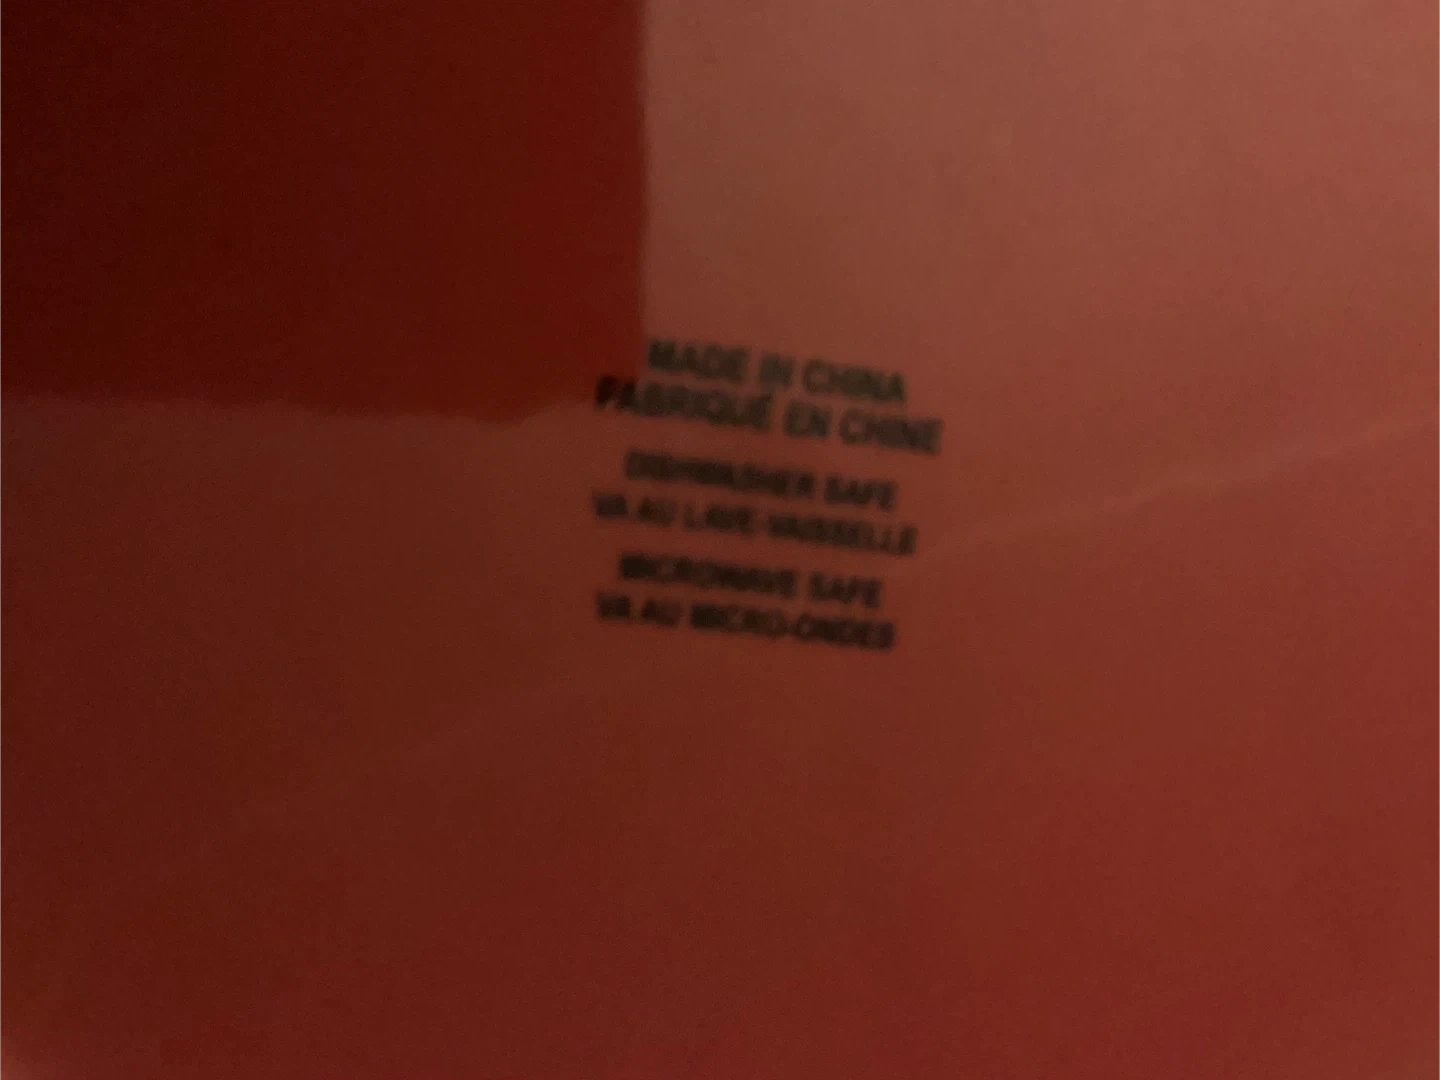 MADE IN CHINA
FABRIQUÉ EN CHINE
DISHWASHER SAFE
VA AU LAVE-VAISSELLE
MICROWAVE SAFE
VA AU MICRO-ONDES